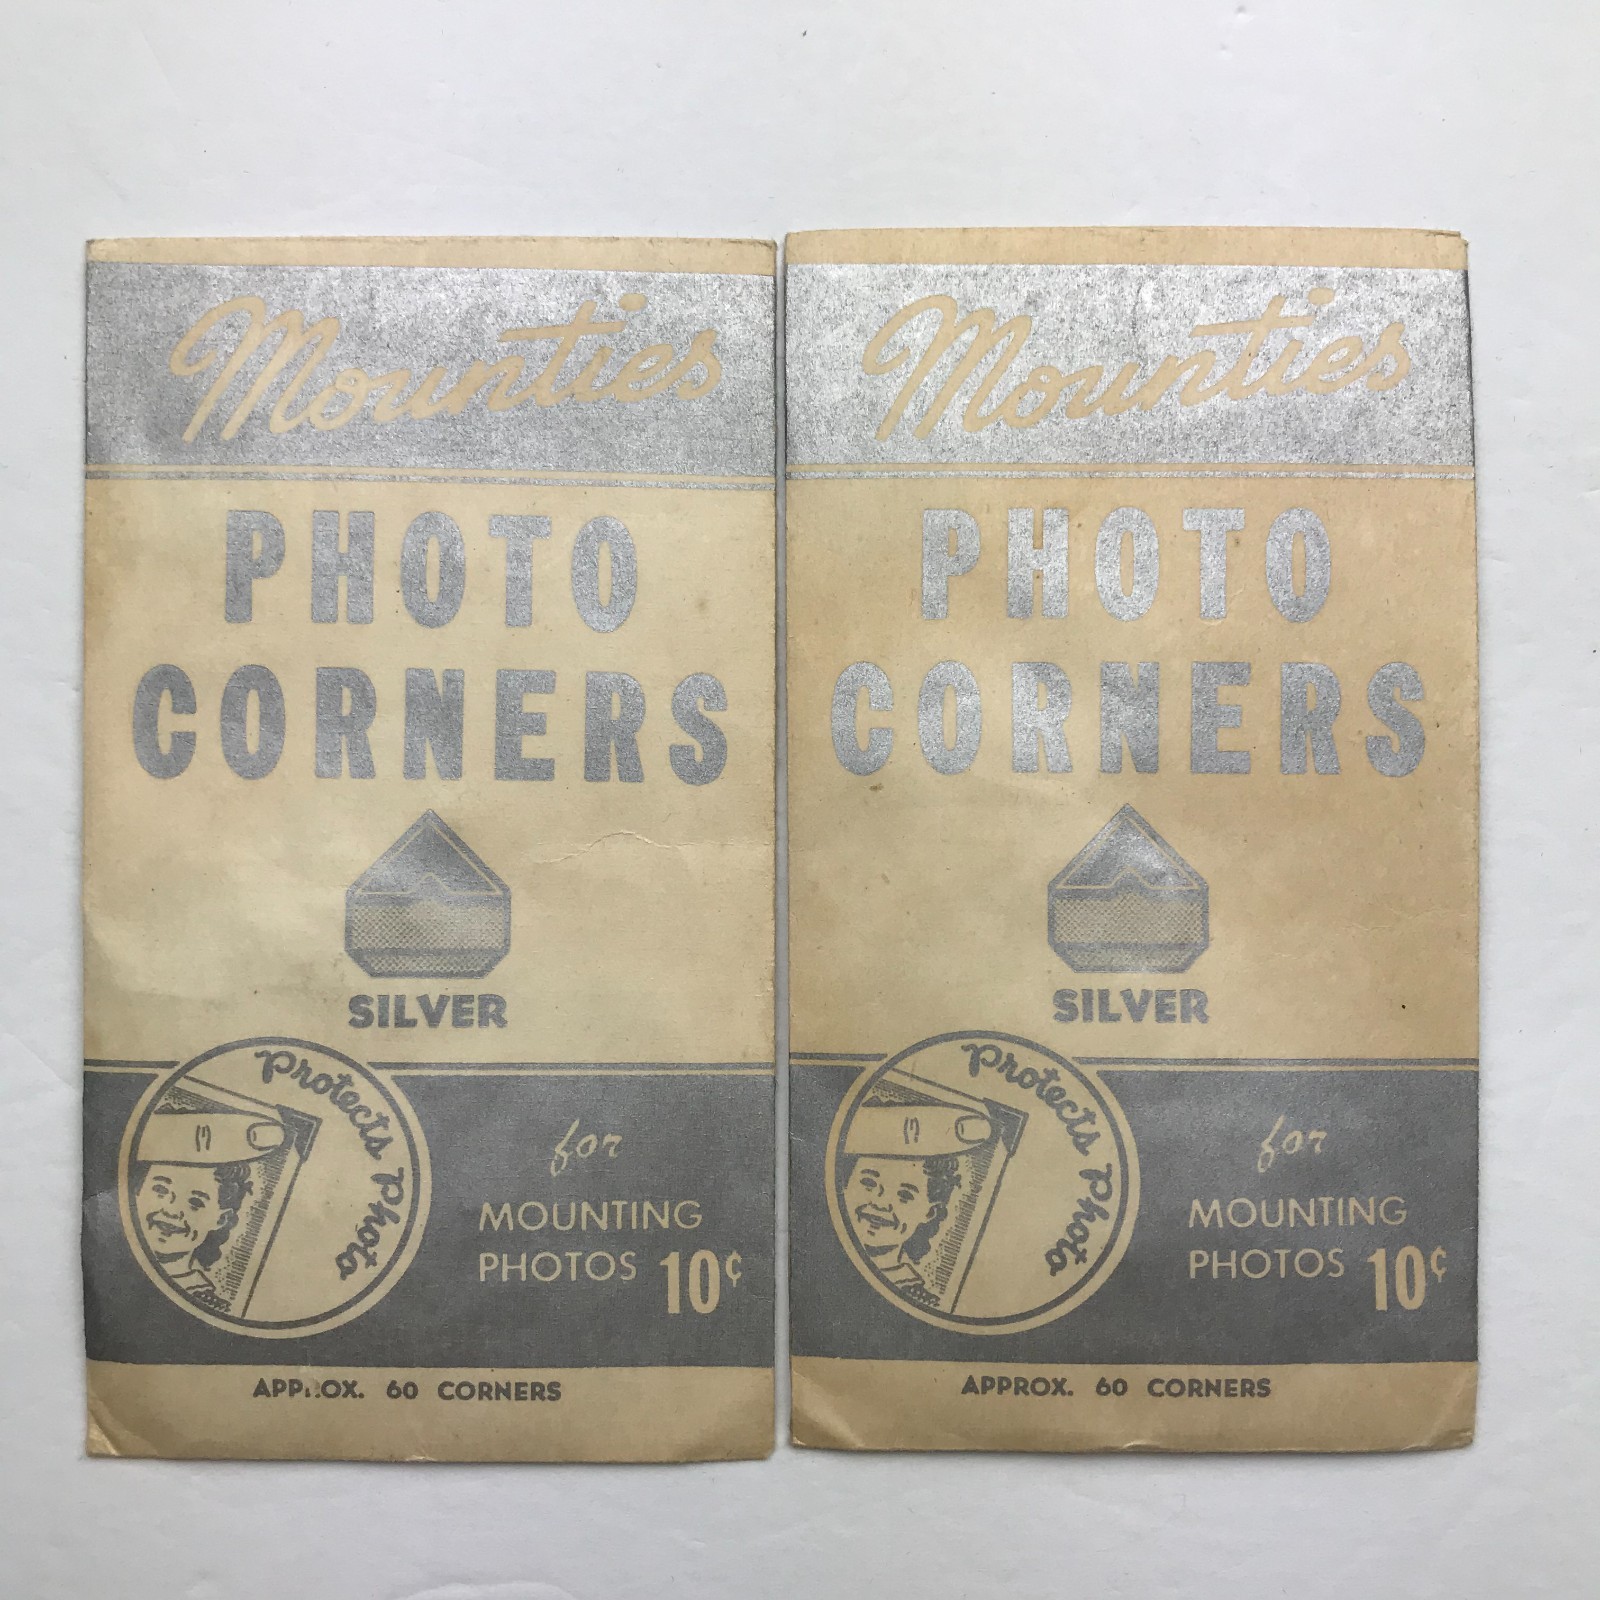 Mounties
PHOTO
CORNERS
SILVER
Protects Photo
for
MOUNTING
PHOTOS 10¢
APPROX. 60 CORNERS
Mounties
PHOTO
CORNERS
SILVER
Protects Photo
for
MOUNTING
PHOTOS 10¢
APPROX. 60 CORNERS